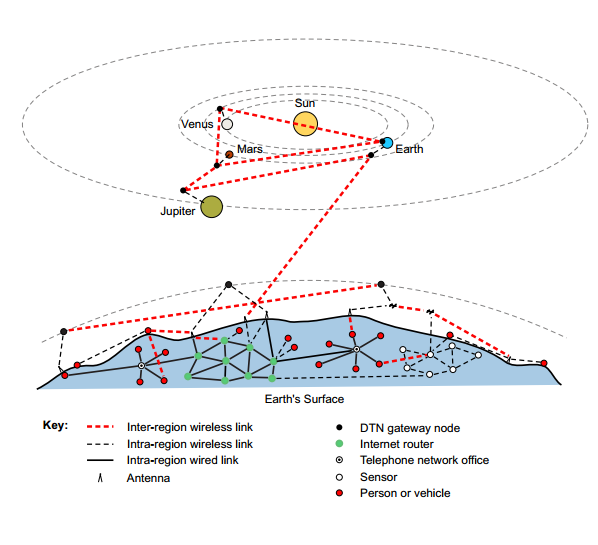 Sun
Venus
Earth
Mars
Jupiter
Earth's Surface
Key:
Inter-region wireless link
Intra-region wireless link
Intra-region wired link
Antenna
DTN gateway node
Internet router
Telephone network office
Sensor
Person or vehicle